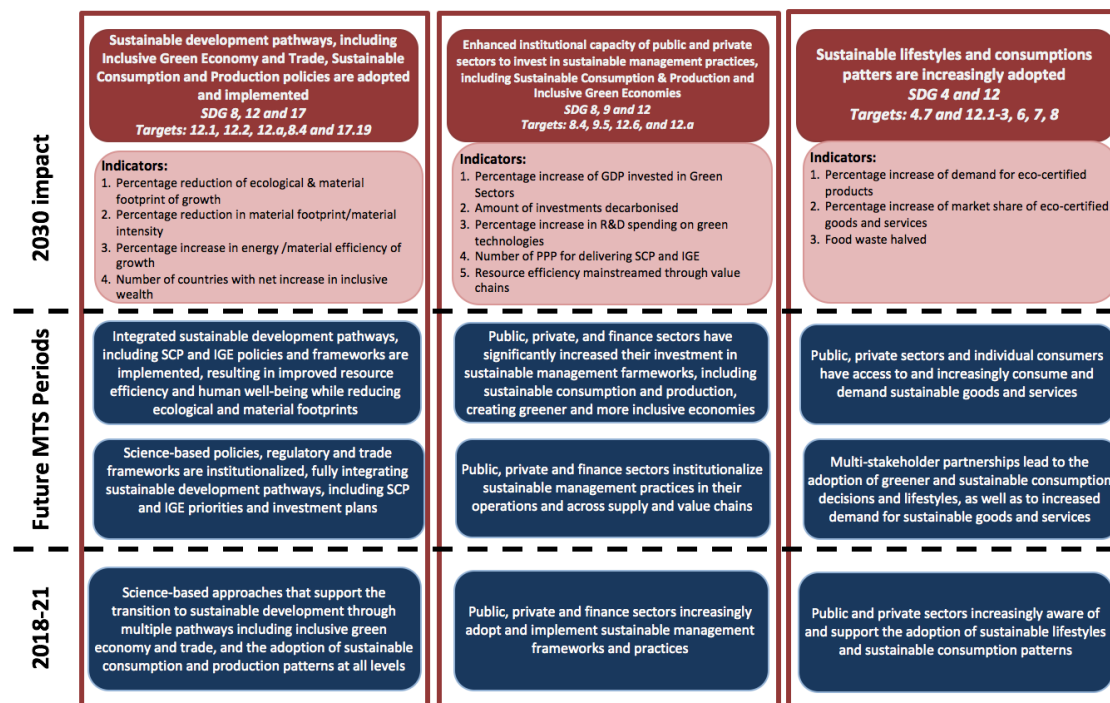 2030 impact
Sustainable development pathways, including
Inclusive Green Economy and Trade, Sustainable
Consumption and Production policies are adopted
and implemented
SDG 8, 12 and 17
Targets: 12.1, 12.2, 12.a,8.4 and 17.19
Indicators:
1. Percentage reduction of ecological & material
footprint of growth
2. Percentage reduction in material footprint/material
intensity
3. Percentage increase in energy /material efficiency of
growth
4. Number of countries with net increase in inclusive
wealth
Enhanced institutional capacity of public and private
sectors to invest in sustainable management practices,
including Sustainable Consumption & Production and
Inclusive Green Economies
SDG 8, 9 and 12
Targets: 8.4, 9.5, 12.6, and 12.a
Indicators:
1. Percentage increase of GDP invested in Green
Sectors
2. Amount of investments decarbonised
3. Percentage increase in R&D spending on green
technologies
4. Number of PPP for delivering SCP and IGE
5. Resource efficiency mainstreamed through value
chains
Sustainable lifestyles and consumptions
patters are increasingly adopted
SDG 4 and 12
Targets: 4.7 and 12.1-3, 6, 7, 8
Indicators:
1. Percentage increase of demand for eco-certified
products
2. Percentage increase of market share of eco-certified
goods and services
3. Food waste halved
Future MTS Periods
Integrated sustainable development pathways,
including SCP and IGE policies and frameworks are
implemented, resulting in improved resource
efficiency and human well-being while reducing
ecological and material footprints
Public, private, and finance sectors have
significantly increased their investment in
sustainable management farmeworks, including
sustainable consumption and production,
creating greener and more inclusive economies
Public, private sectors and individual consumers
have access to and increasingly consume and
demand sustainable goods and services
Science-based policies, regulatory and trade
frameworks are institutionalized, fully integrating
sustainable development pathways, including SCP
and IGE priorities and investment plans
Public, private and finance sectors institutionalize
sustainable management practices in their
operations and across supply and value chains
Multi-stakeholder partnerships lead to the
adoption of greener and sustainable consumption
decisions and lifestyles, as well as to increased
demand for sustainable goods and services
2018-21
Science-based approaches that support the
transition to sustainable development through
multiple pathways including inclusive green
economy and trade, and the adoption of sustainable
consumption and production patterns at all levels
Public, private and finance sectors increasingly
adopt and implement sustainable management
frameworks and practices
Public and private sectors increasingly aware of
and support the adoption of sustainable lifestyles
and sustainable consumption patterns